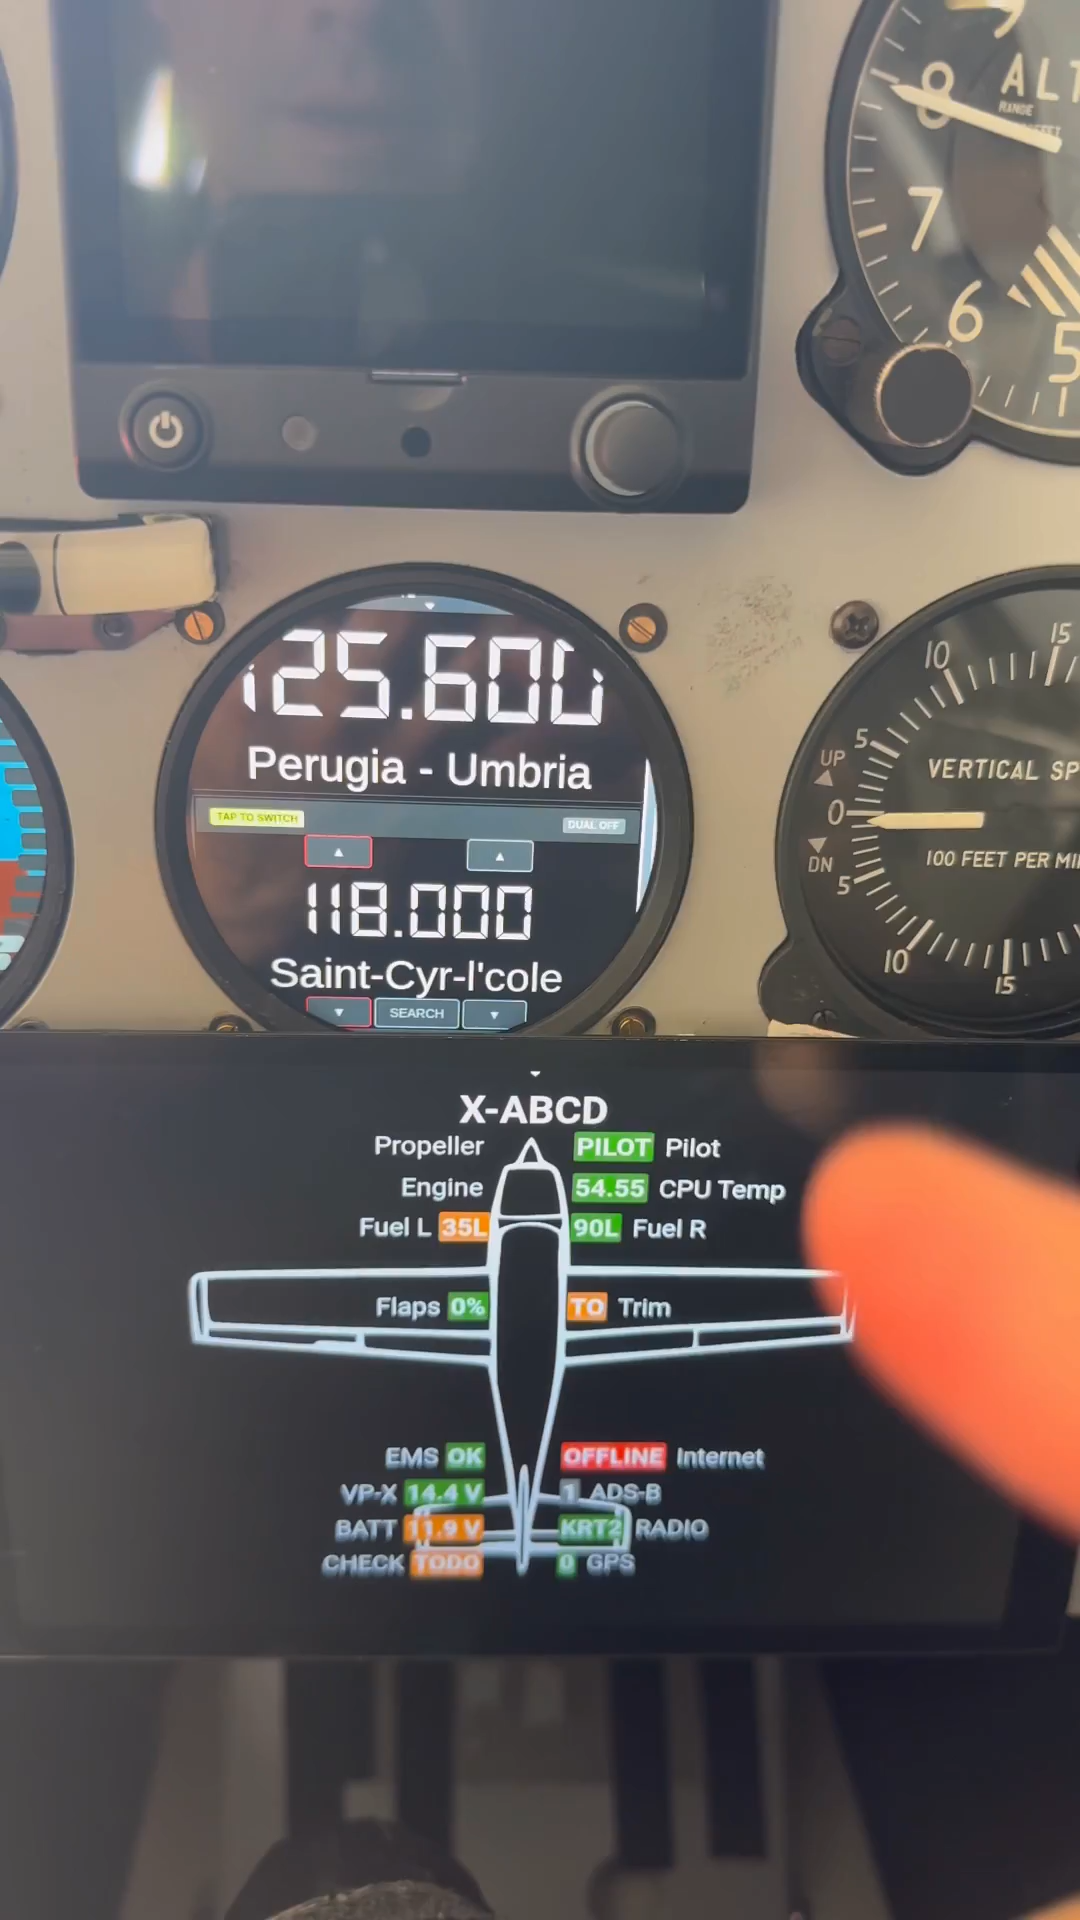 9
8
ALT
RANGE
7
6
5
125.600
Perugia - Umbria
TAP TO SWITCH
DUAL OFF
▲ ▲
118.000
Saint-Cyr-l'cole
▼ SEARCH ▼
15
10
5
UP
0
DN
5
10
15
VERTICAL SP
100 FEET PER MI
X-ABCD
Propeller PILOT Pilot
Engine 54.55 CPU Temp
Fuel L 35L 90L Fuel R
Flaps 0% TO Trim
EMS OK OFFLINE Internet
VP-X 14.4 V 1 ADS-B
BATT 11.9 V KRT2 RADIO
CHECK TODO 0 GPS